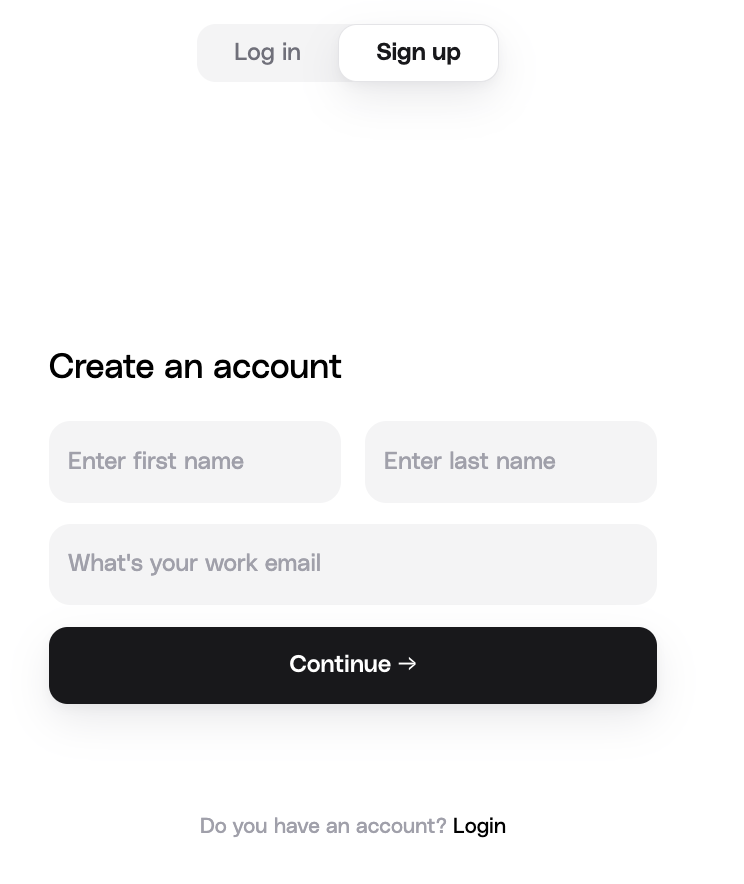 Log in Sign up
Create an account
Enter first name Enter last name
What's your work email
Continue →
Do you have an account? Login